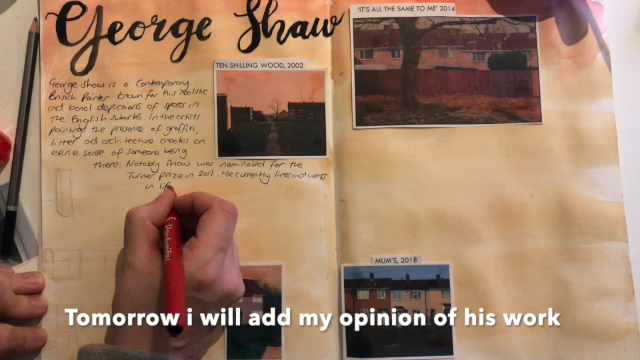 George Shaw
'IT'S ALL THE SAME TO ME' 2014
TEN SHILLING WOOD, 2002
George Shaw is a contemporary
British Painter known for his realistic
and banal depictions of spaces in
the English suburbs. In the artists
paintings the presence of graffiti,
litter and architecture creates an
eerie sense of someone being
there. Notably Shaw was nominated for the
Turner prize in 2011. He currently lives and works
in
MUM'S, 2018
Tomorrow i will add my opinion of his work